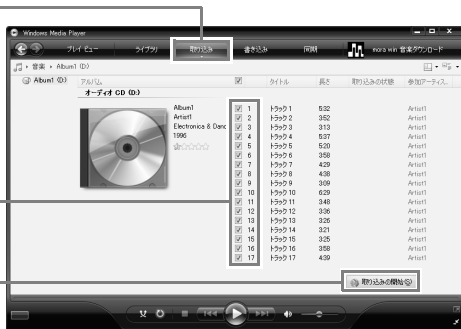 Windows Media Player
プレイ ビュー ライブラリ 取り込み 書き込み 同期 mora win 音楽ダウンロード
音楽 Album1 (D:)
Album1 (D:) アルバム タイトル 長さ 取り込みの状態 参加アーティス...
オーディオ CD (D:)
Album1
Artist1
Electronica & Danc
1996
1 トラック 1 5:32 Artist1
2 トラック 2 3:52 Artist1
3 トラック 3 3:13 Artist1
4 トラック 4 5:37 Artist1
5 トラック 5 5:20 Artist1
6 トラック 6 3:58 Artist1
7 トラック 7 4:29 Artist1
8 トラック 8 4:38 Artist1
9 トラック 9 3:09 Artist1
10 トラック 10 6:29 Artist1
11 トラック 11 3:48 Artist1
12 トラック 12 3:36 Artist1
13 トラック 13 3:26 Artist1
14 トラック 14 3:21 Artist1
15 トラック 15 3:25 Artist1
16 トラック 16 3:58 Artist1
17 トラック 17 4:39 Artist1
取り込みの開始(S)